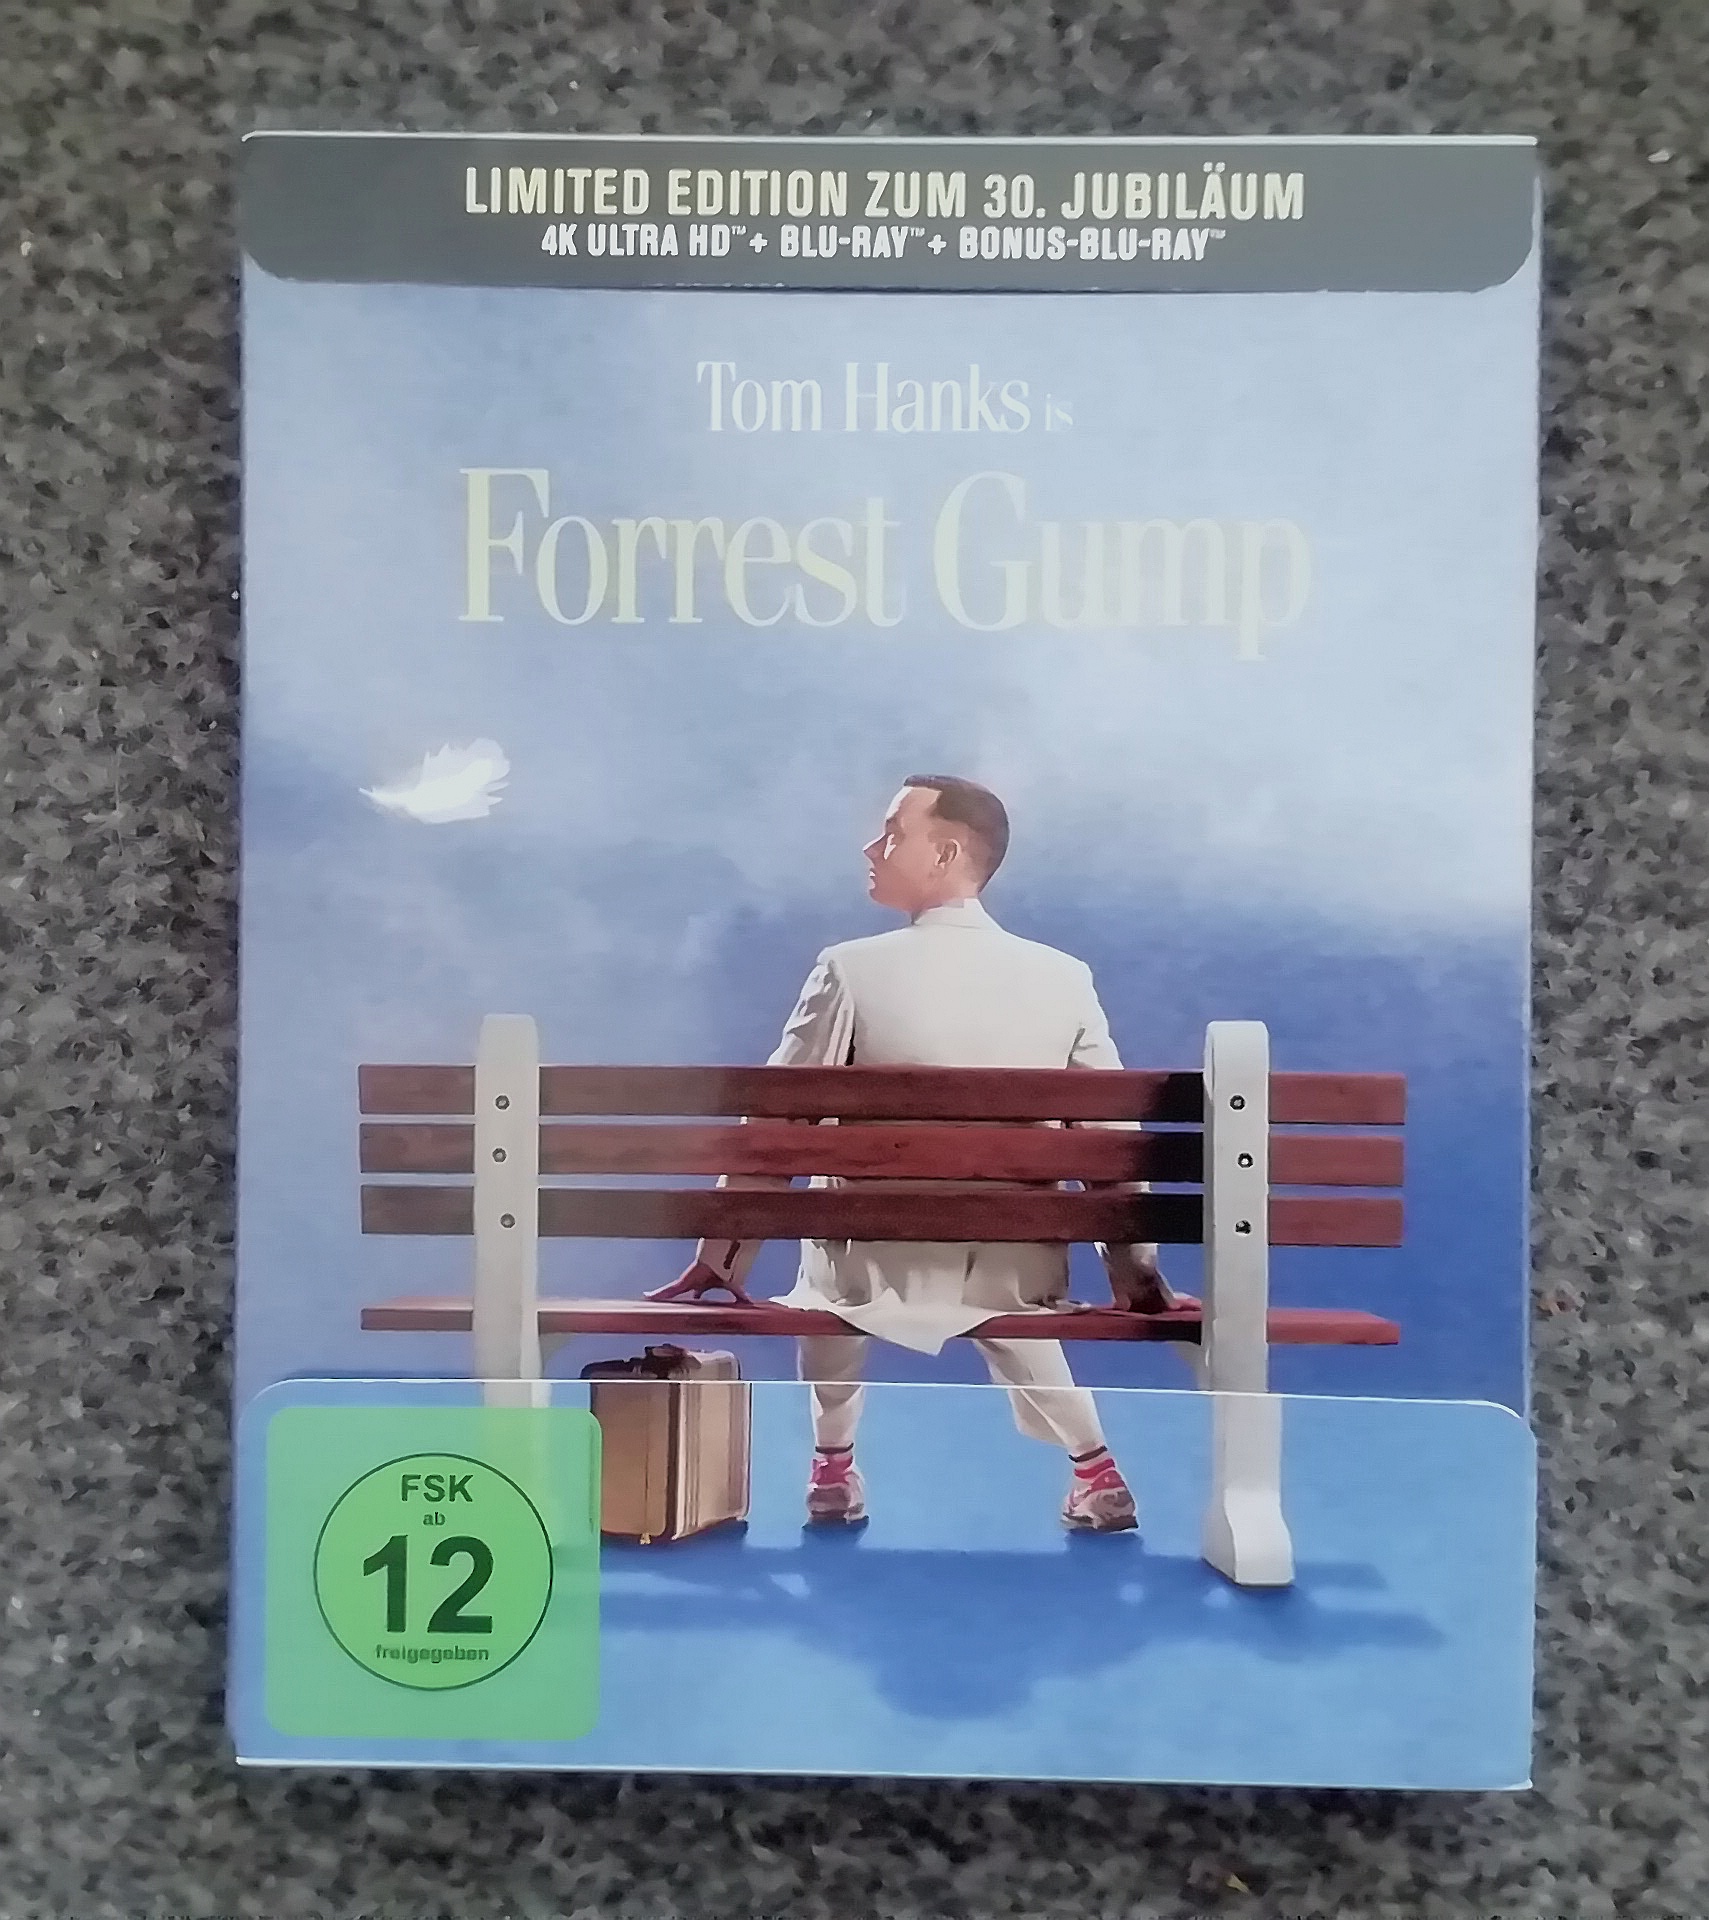 LIMITED EDITION ZUM 30. JUBILÄUM
4K ULTRA HD™ + BLU-RAY™ + BONUS-BLU-RAY™
Tom Hanks is
Forrest Gump
FSK
ab
12
freigegeben